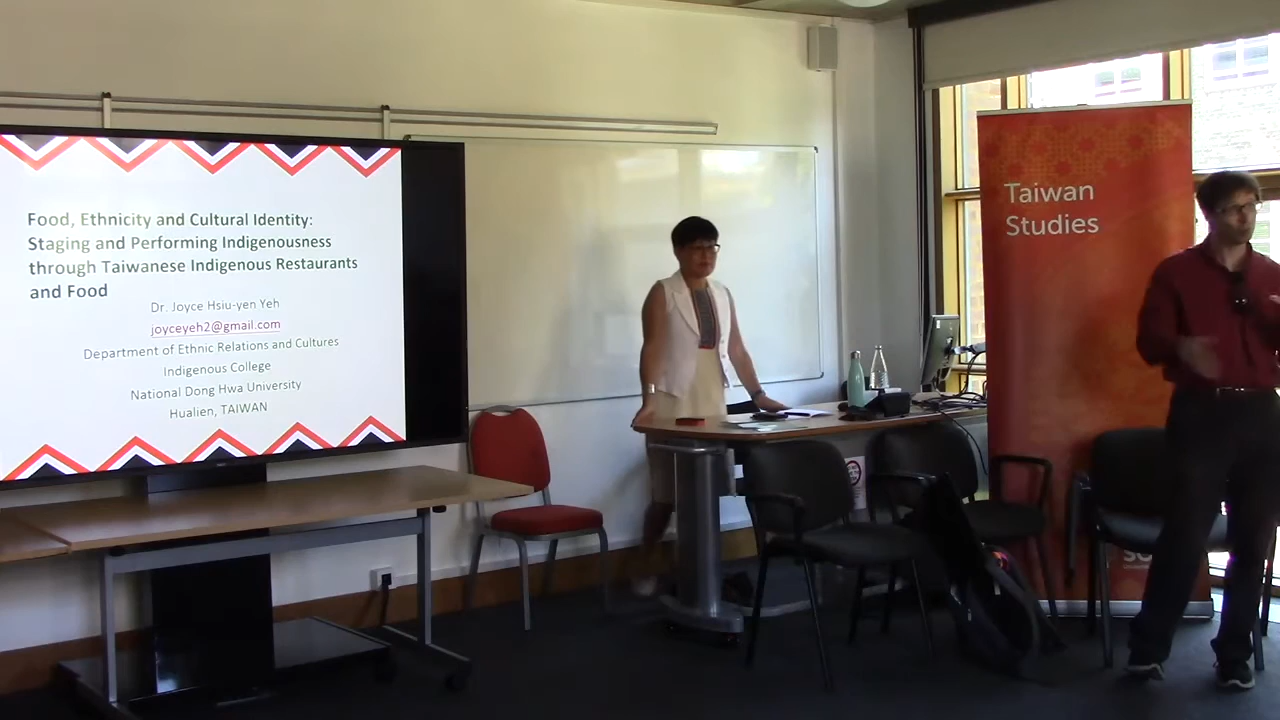 Food, Ethnicity and Cultural Identity:
Staging and Performing Indigenousness
through Taiwanese Indigenous Restaurants
and Food
Dr. Joyce Hsiu-yen Yeh
joyceyeh2@gmail.com
Department of Ethnic Relations and Cultures
Indigenous College
National Dong Hwa University
Hualien, TAIWAN
Taiwan
Studies